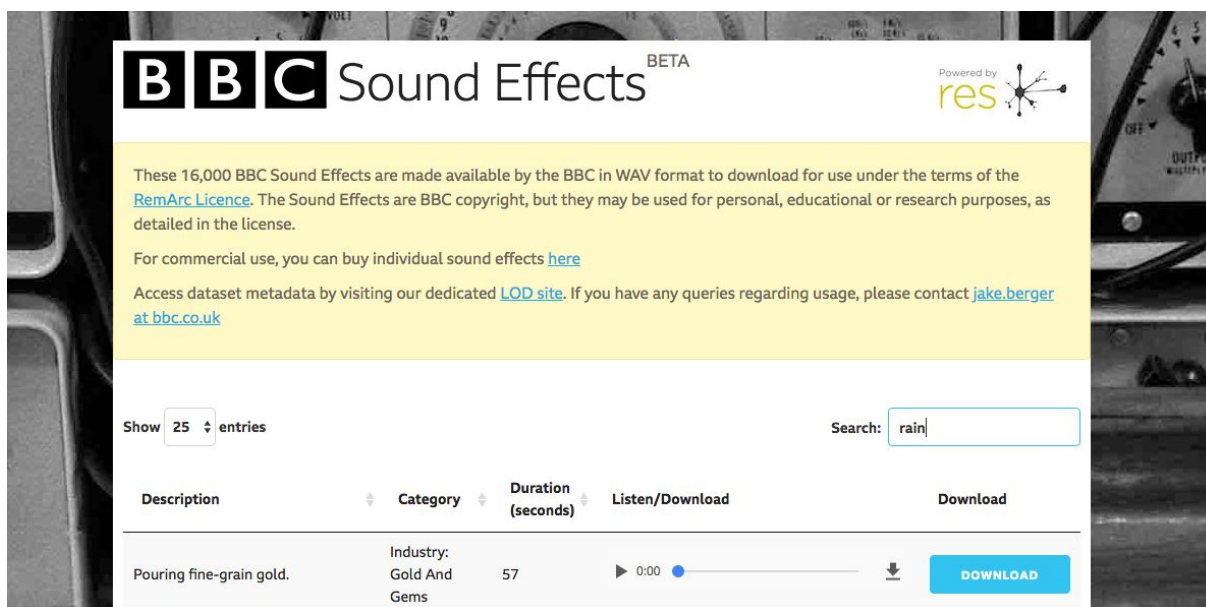 BBC Sound Effects BETA
Powered by
res
These 16,000 BBC Sound Effects are made available by the BBC in WAV format to download for use under the terms of the
RemArc Licence. The Sound Effects are BBC copyright, but they may be used for personal, educational or research purposes, as
detailed in the license.
For commercial use, you can buy individual sound effects here
Access dataset metadata by visiting our dedicated LOD site. If you have any queries regarding usage, please contact jake.berger
at bbc.co.uk
Show 25 entries
Search: rain
Description Category Duration (seconds) Listen/Download Download
Industry:
Pouring fine-grain gold. Gold And 57 0:00 DOWNLOAD
Gems
OFF